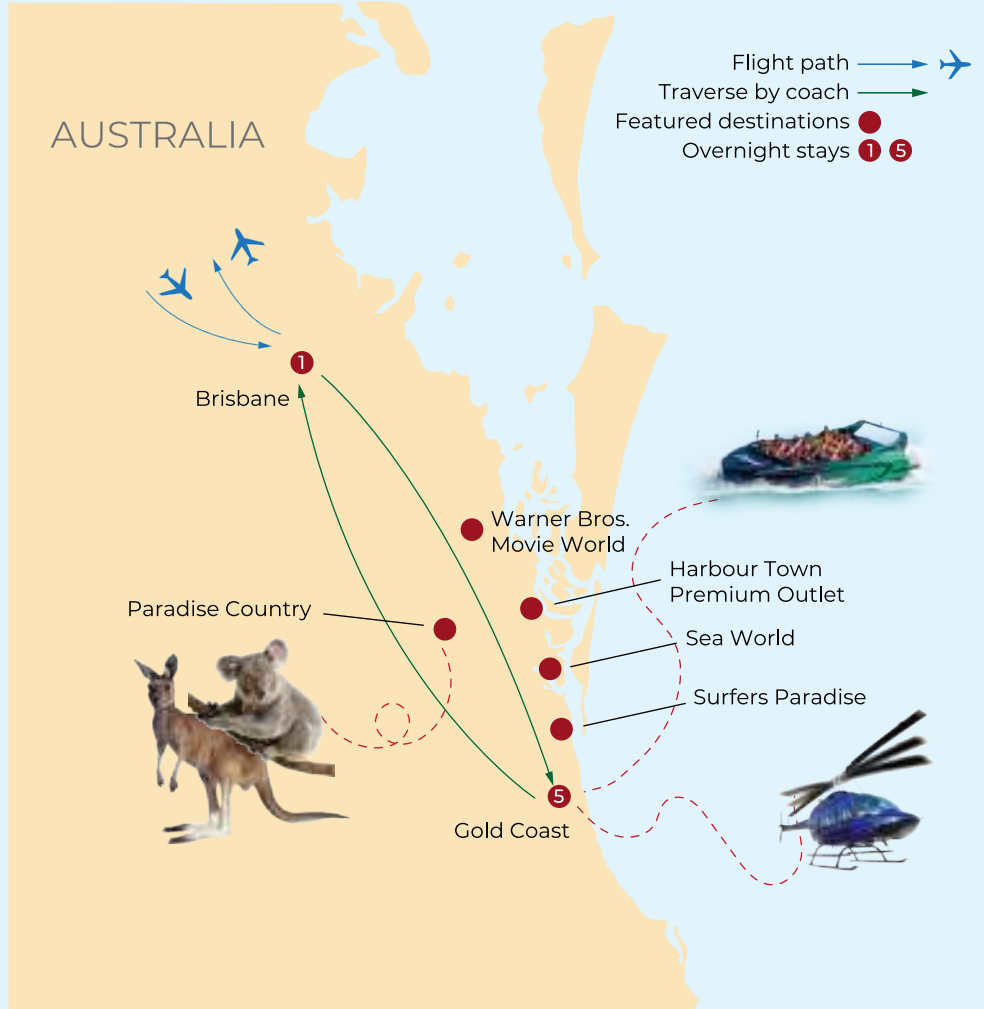 Flight path
Traverse by coach
Featured destinations
Overnight stays 1 5
AUSTRALIA
1
Brisbane
Warner Bros.
Movie World
Harbour Town
Premium Outlet
Paradise Country
Sea World
Surfers Paradise
5
Gold Coast